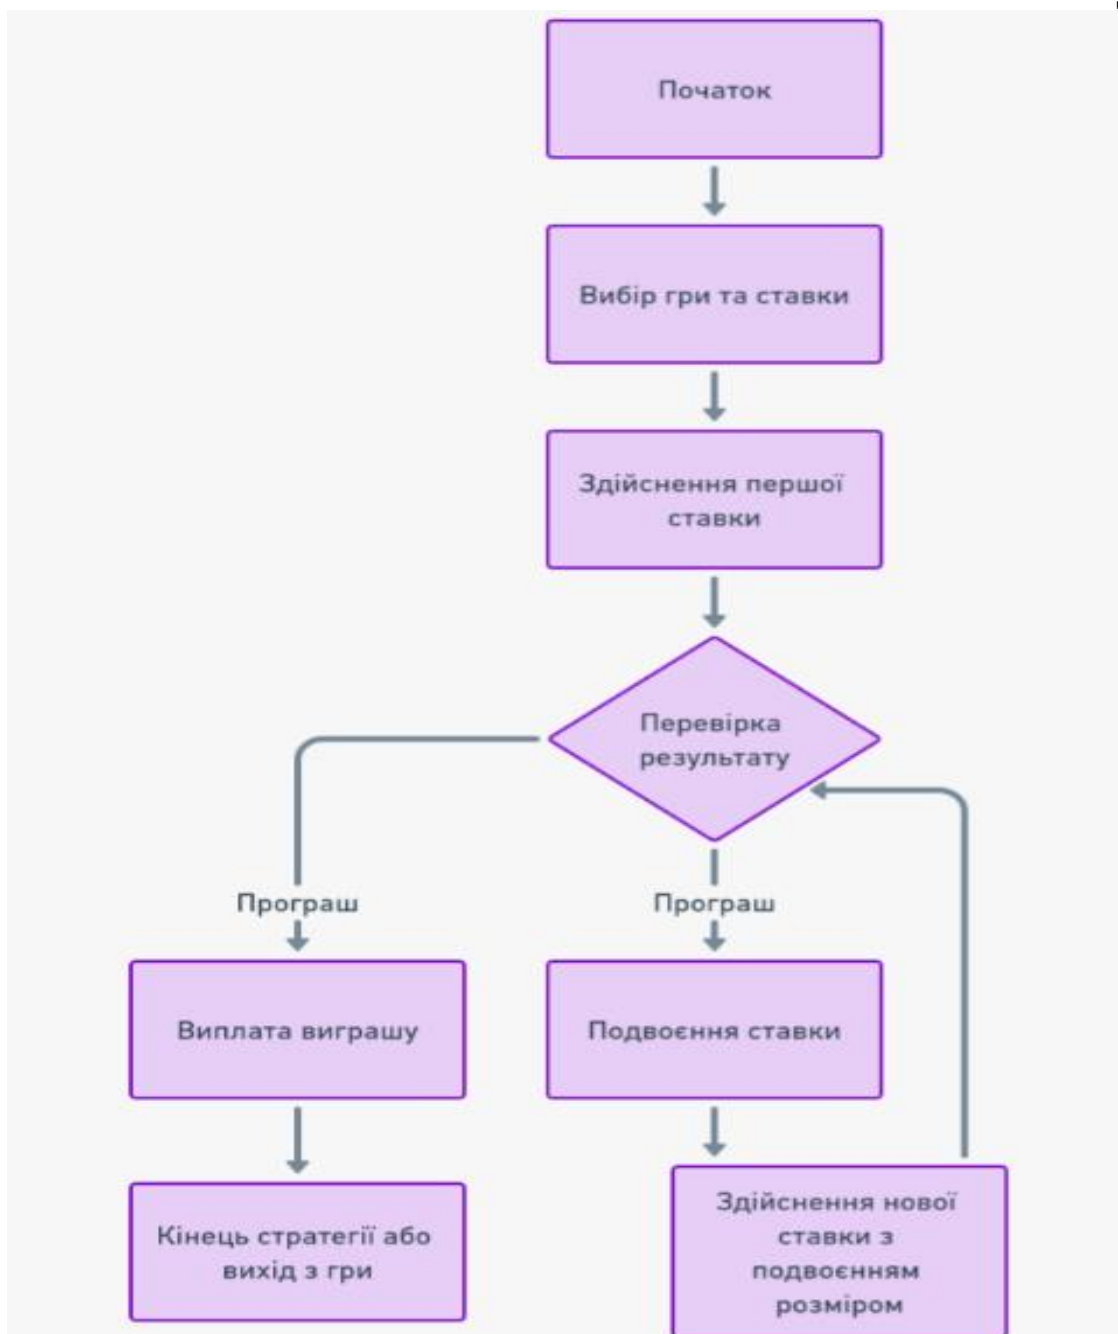 Початок
Вибір гри та ставки
Здійснення першої
ставки
Перевірка
результату
Програш
Програш
Виплата виграшу
Подвоєння ставки
Кінець стратегії або
вихід з гри
Здійснення нової
ставки з
подвоєнням
розміром